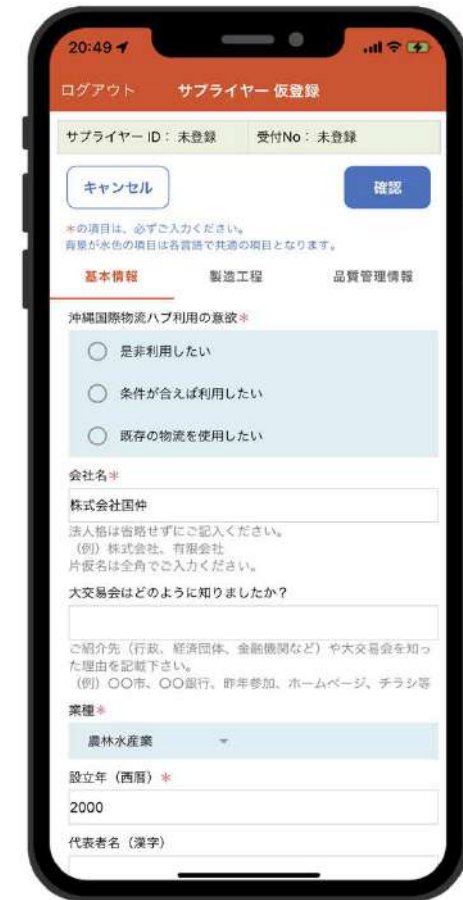 20:49
ログアウト サプライヤー 仮登録
サプライヤー ID： 未登録 受付No： 未登録
キャンセル 確認
*の項目は、必ずご入力ください。
背景が水色の項目は各言語で共通の項目となります。
基本情報 製造工程 品質管理情報
沖縄国際物流ハブ利用の意欲*
是非利用したい
条件が合えば利用したい
既存の物流を使用したい
会社名*
株式会社国仲
法人格は省略せずにご記入ください。
（例）株式会社、有限会社
片仮名は全角でご入力ください。
大交易会はどのように知りましたか？
ご紹介先（行政、経済団体、金融機関など）や大交易会を知っ
た理由を記載下さい。
（例）〇〇市、〇〇銀行、昨年参加、ホームページ、チラシ等
業種*
農林水産業
設立年（西暦）*
2000
代表者名（漢字）